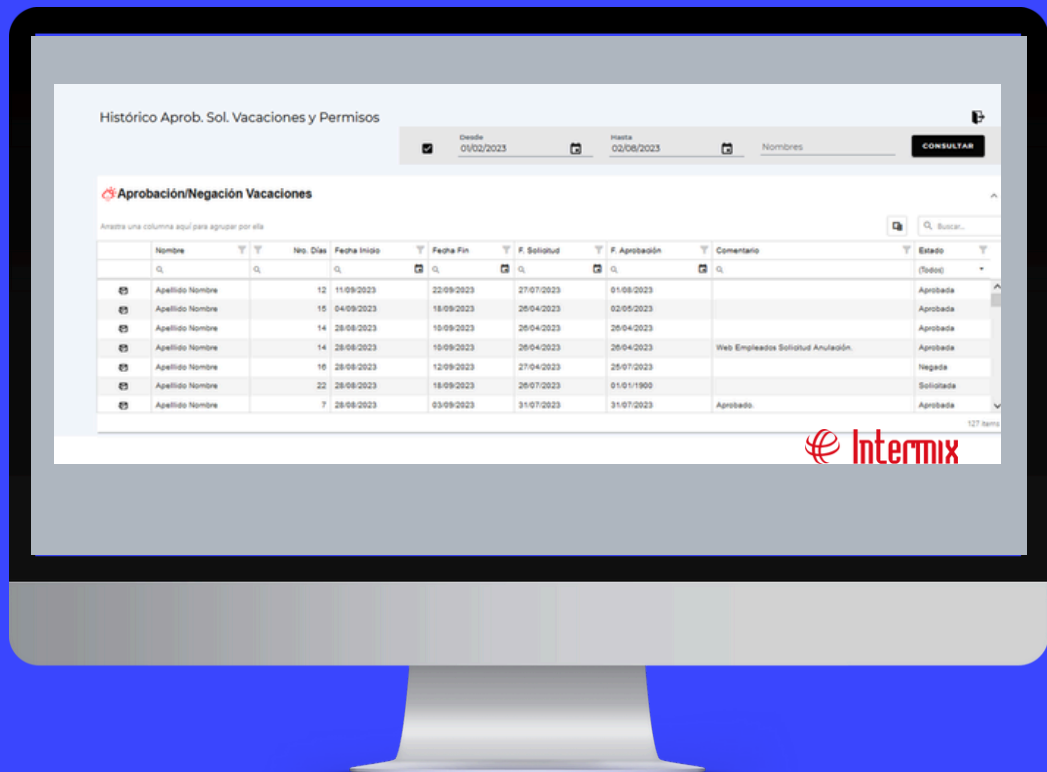 Histórico Aprob. Sol. Vacaciones y Permisos
Desde Hasta
01/02/2023 02/08/2023 Nombres CONSULTAR
Aprobación/Negación Vacaciones
Arrastra una columna aquí para agrupar por ella Buscar...
Nombre Nro. Días Fecha Inicio Fecha Fin F. Solicitud F. Aprobación Comentario Estado
(Todos)
Apellido Nombre 12 11/09/2023 22/09/2023 27/07/2023 01/08/2023 Aprobada
Apellido Nombre 15 04/09/2023 18/09/2023 26/04/2023 02/05/2023 Aprobada
Apellido Nombre 14 28/08/2023 10/09/2023 26/04/2023 26/04/2023 Aprobada
Apellido Nombre 14 28/08/2023 10/09/2023 26/04/2023 26/04/2023 Web Empleados Solicitud Anulación. Aprobada
Apellido Nombre 16 28/08/2023 12/09/2023 27/04/2023 25/07/2023 Negada
Apellido Nombre 22 28/08/2023 18/09/2023 26/07/2023 01/01/1900 Solicitada
Apellido Nombre 7 28/08/2023 03/09/2023 31/07/2023 31/07/2023 Aprobado. Aprobada
127 items
Intermix